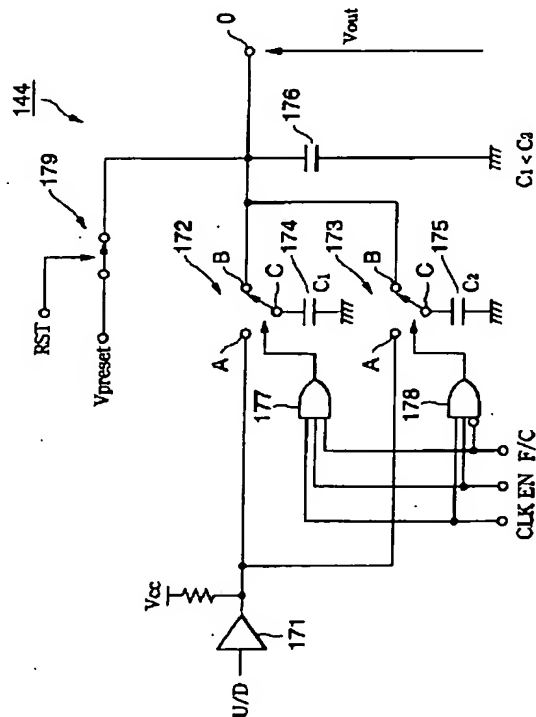 144
179
RST
Vpreset
Vcc
U/D
171
A
B
172
C
174
C1
177
A
B
173
C
175
C2
178
176
O
Vout
CLK EN F/C
C1 < C2